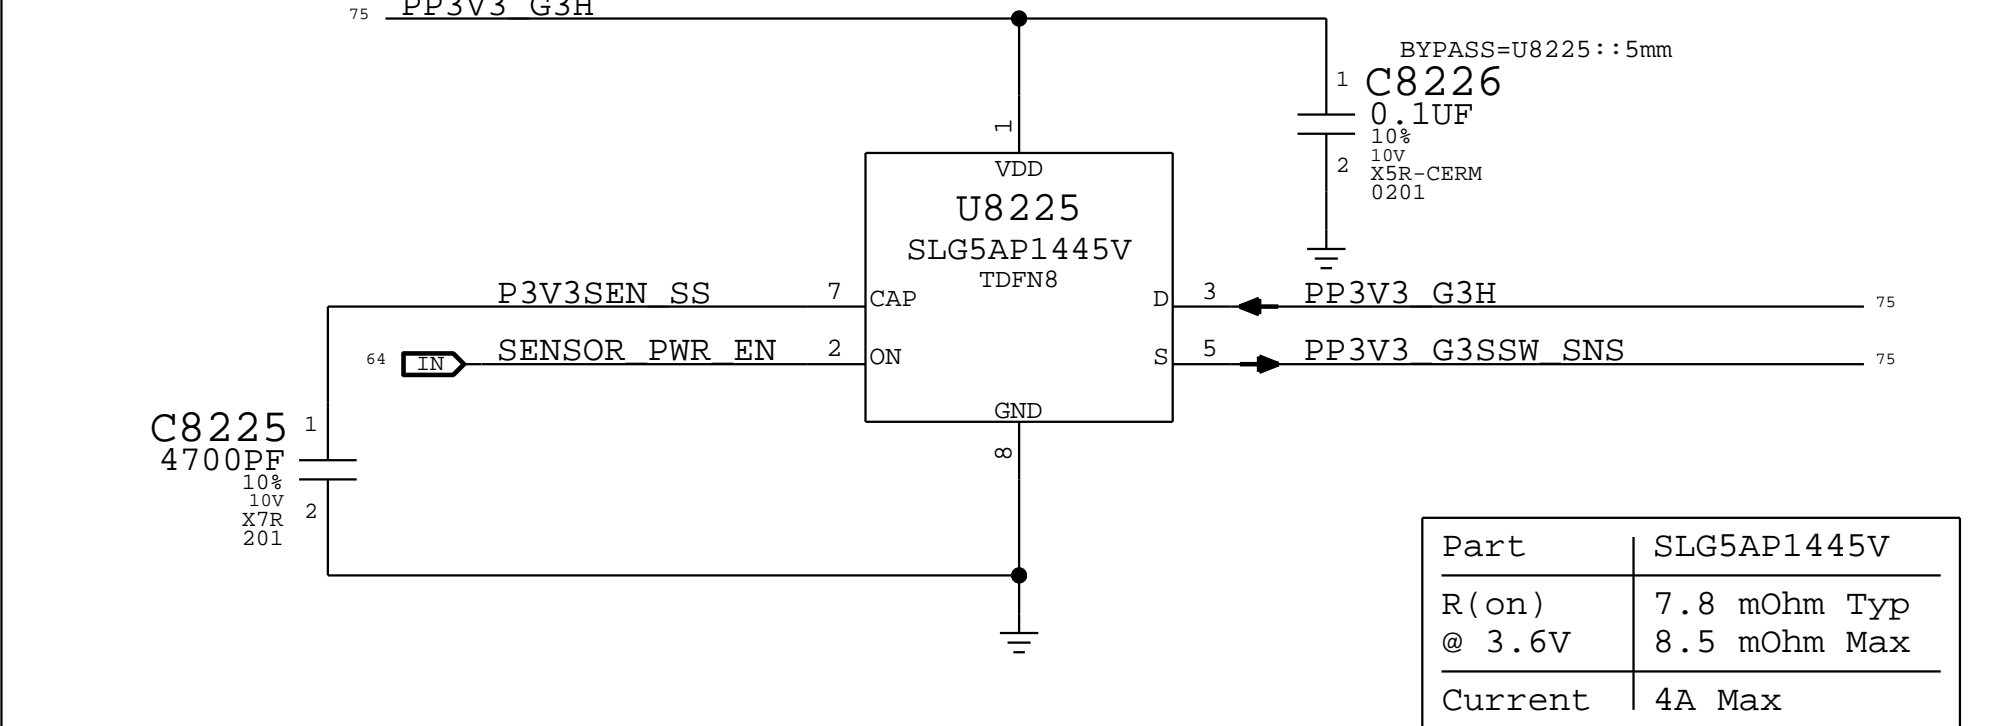 75 PP3V3_G3H
BYPASS=U8225::5mm
1 C8226
0.1UF
10%
10V
2 X5R-CERM
0201
1
VDD
U8225
SLG5AP1445V
TDFN8
P3V3SEN_SS 7 CAP
D 3 PP3V3_G3H 75
64 IN SENSOR_PWR_EN 2 ON
S 5 PP3V3_G3SSW_SNS 75
GND
8
C8225 1
4700PF
10%
10V
X7R 2
201
Part SLG5AP1445V
R(on) 7.8 mOhm Typ
@ 3.6V 8.5 mOhm Max
Current 4A Max